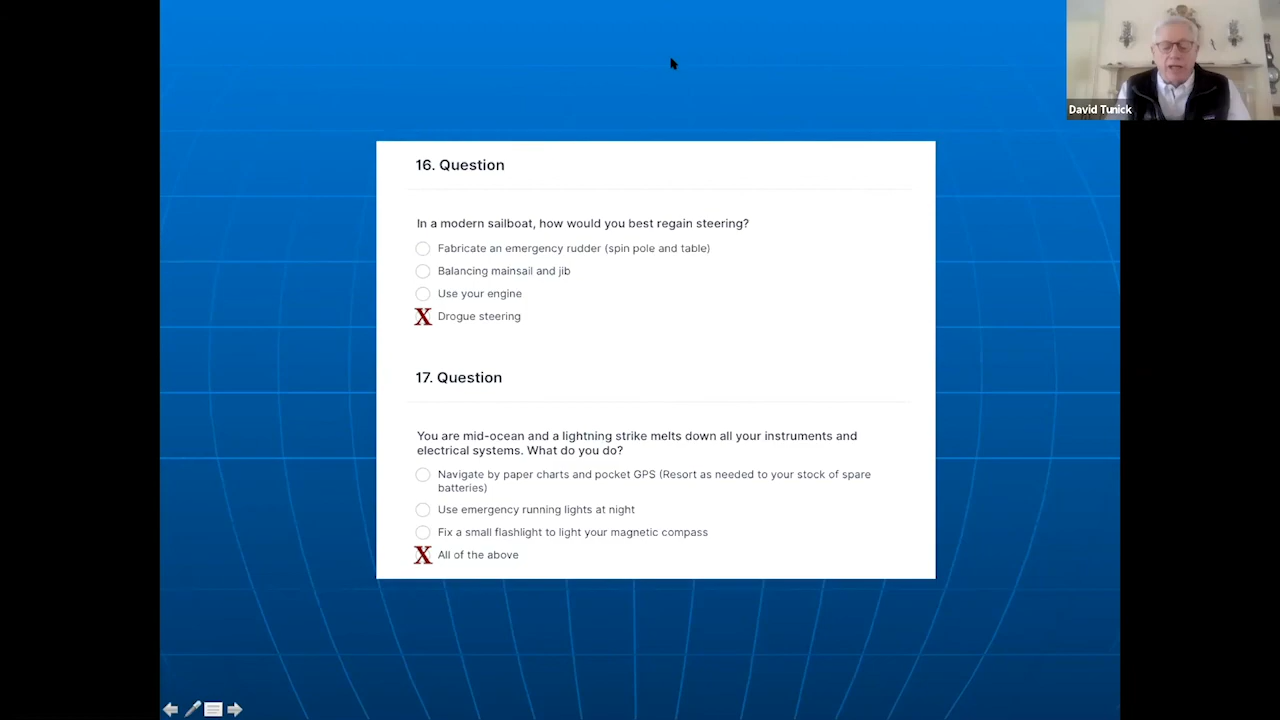 David Tunick
16. Question
In a modern sailboat, how would you best regain steering?
Fabricate an emergency rudder (spin pole and table)
Balancing mainsail and jib
Use your engine
X Drogue steering
17. Question
You are mid-ocean and a lightning strike melts down all your instruments and
electrical systems. What do you do?
Navigate by paper charts and pocket GPS (Resort as needed to your stock of spare
batteries)
Use emergency running lights at night
Fix a small flashlight to light your magnetic compass
X All of the above